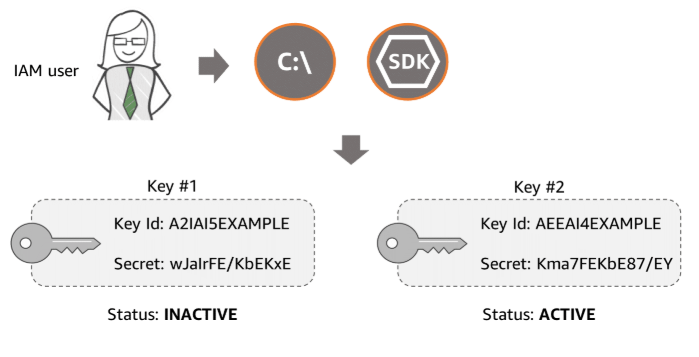 IAM user
C:\
SDK
Key #1
Key Id: A2IAI5EXAMPLE
Secret: wJalrFE/KbEKxE
Status: INACTIVE
Key #2
Key Id: AEEAI4EXAMPLE
Secret: Kma7FEKbE87/EY
Status: ACTIVE